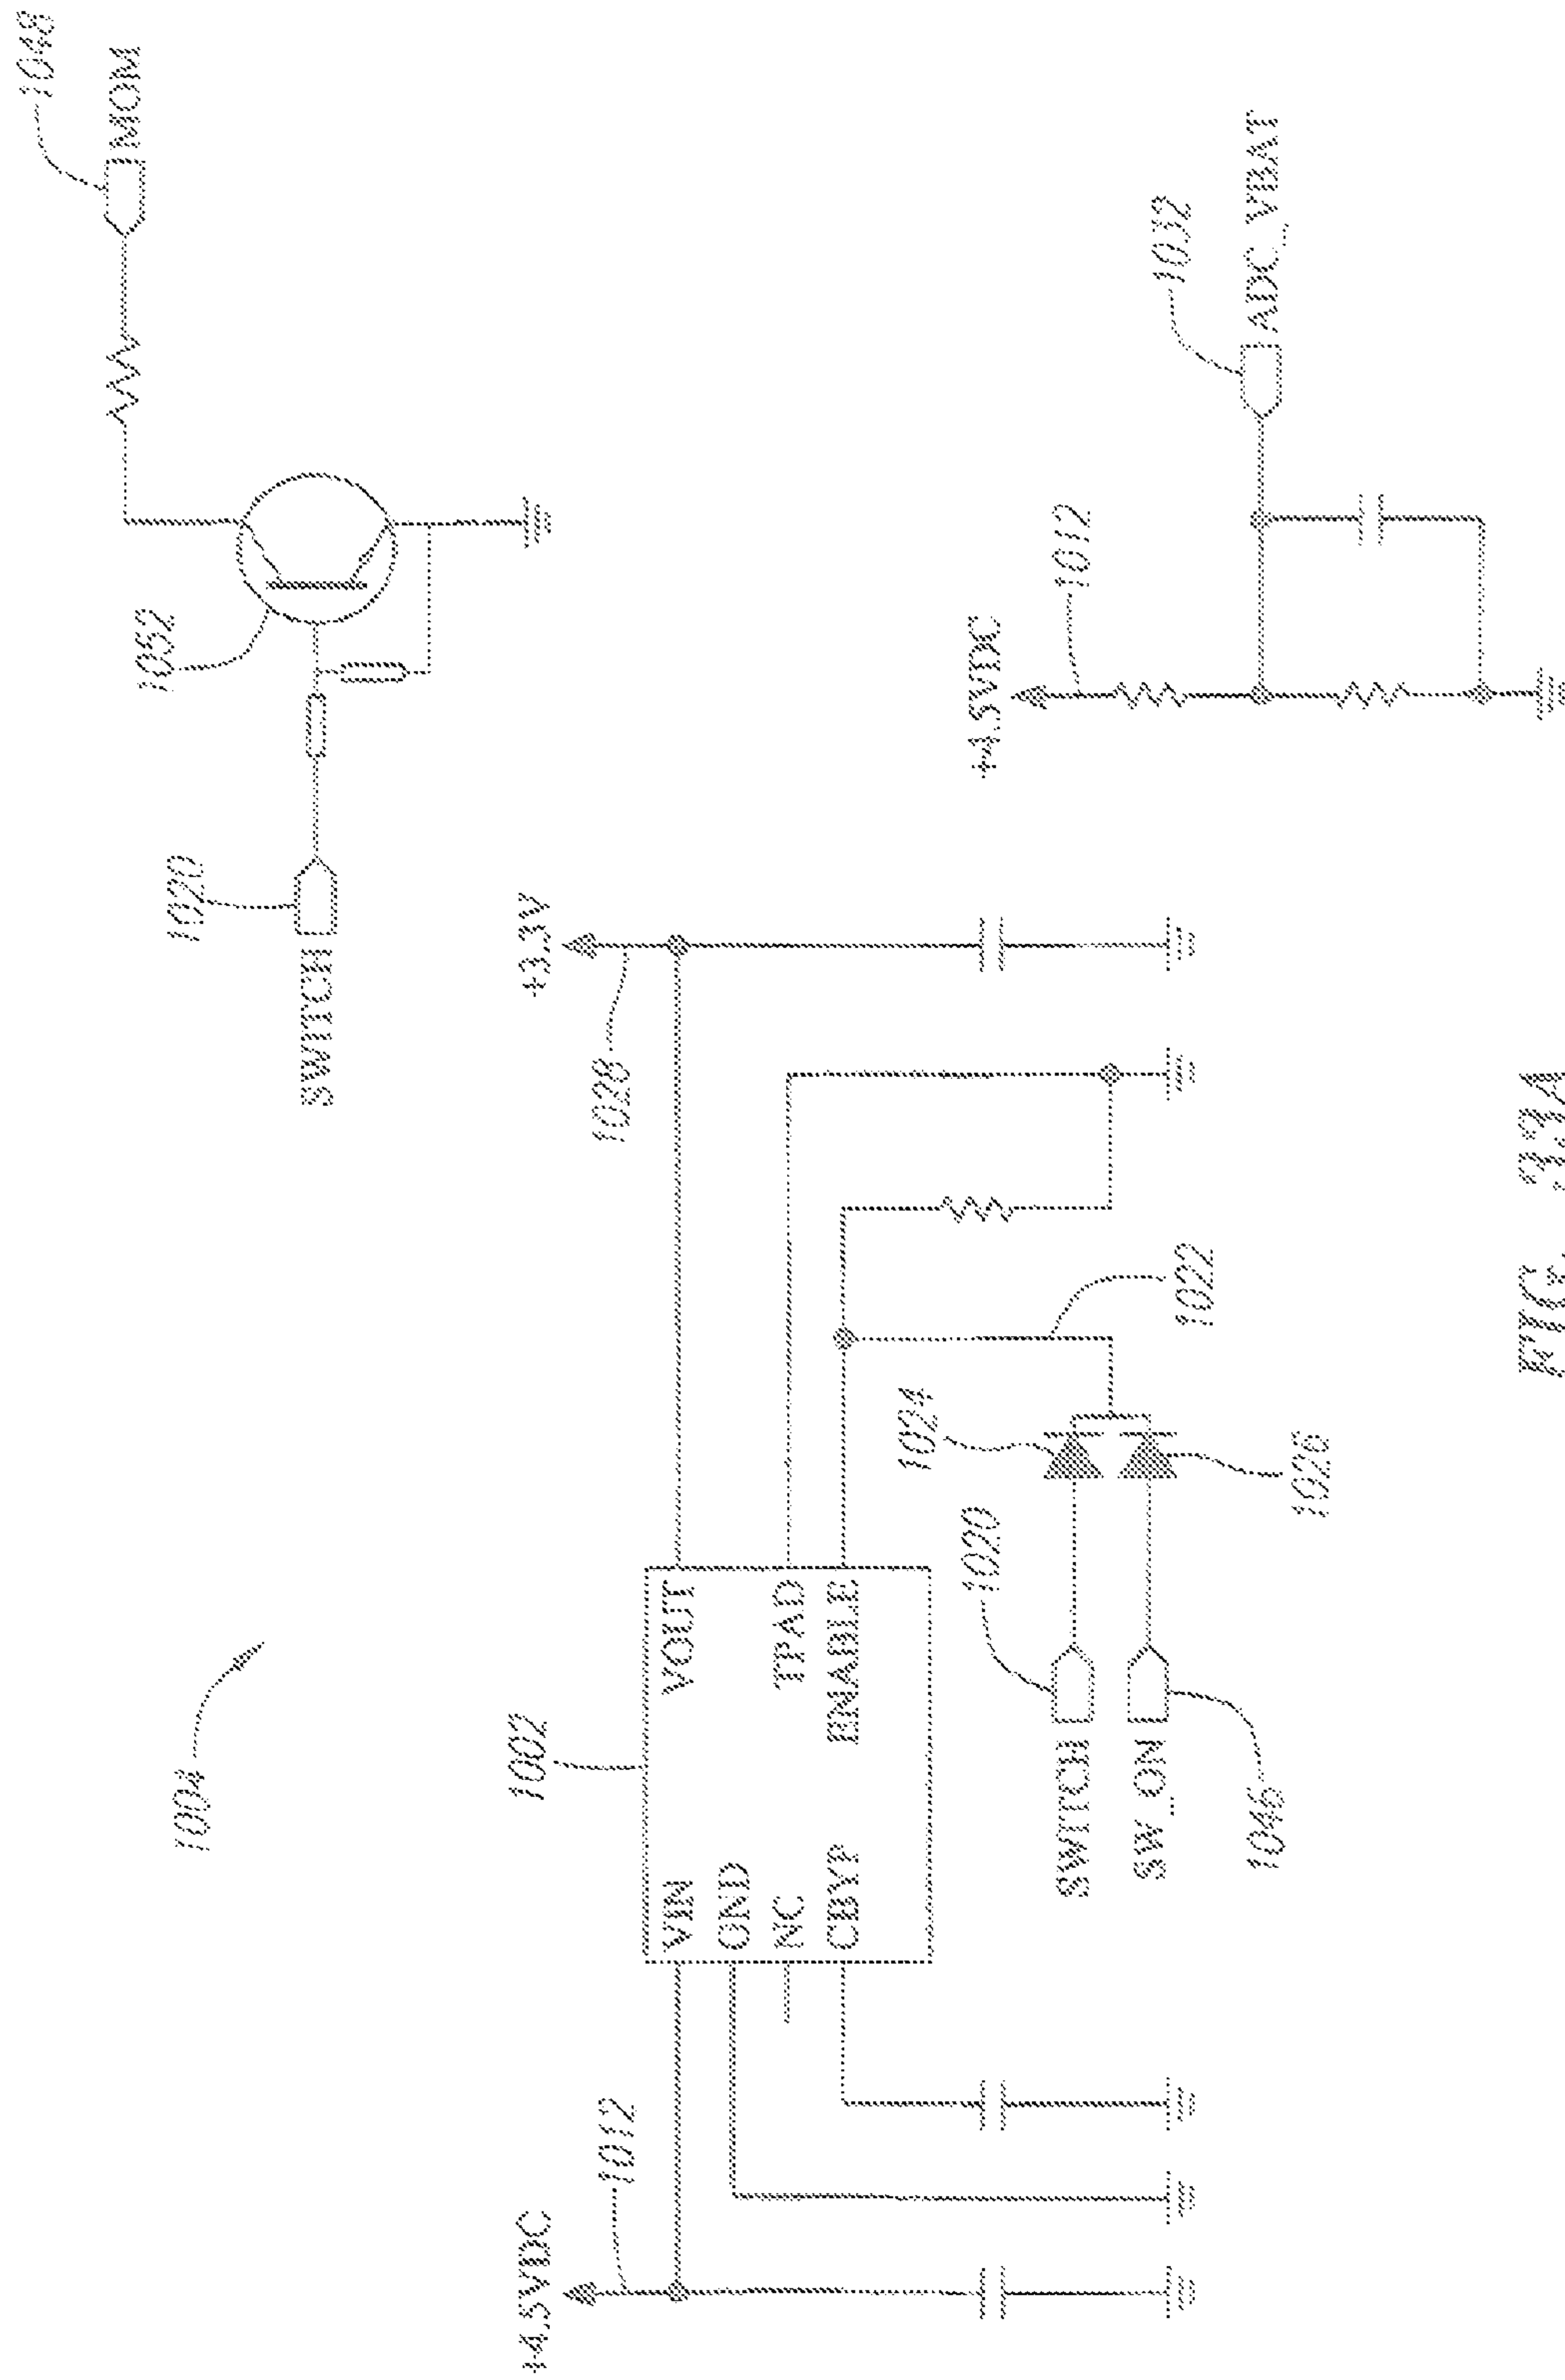 1004
SWITCH
1020
1052
1048
MOM
+4.5VDC
1012
1002
VIN
GND
NC
CBYP
VOUT
TPAD
ENABLE
+3.3V
1028
SWITCH
1020
SW_ON
1046
1024
1026
1022
+4.5VDC
1012
1032
ADC_VBAT
FIG. 33A